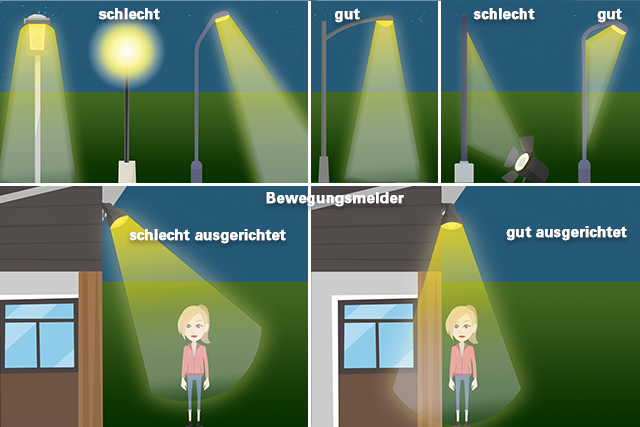 schlecht
gut
schlecht
gut
Bewegungsmelder
schlecht ausgerichtet
gut ausgerichtet